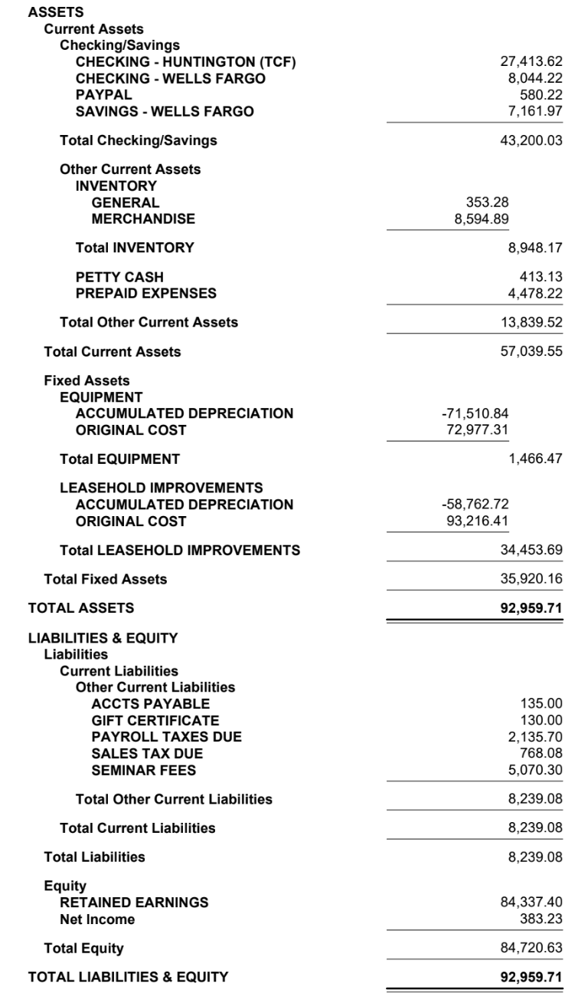 ASSETS
Current Assets
Checking/Savings
CHECKING - HUNTINGTON (TCF) 27,413.62
CHECKING - WELLS FARGO 8,044.22
PAYPAL 580.22
SAVINGS - WELLS FARGO 7,161.97
Total Checking/Savings 43,200.03
Other Current Assets
INVENTORY
GENERAL 353.28
MERCHANDISE 8,594.89
Total INVENTORY 8,948.17
PETTY CASH 413.13
PREPAID EXPENSES 4,478.22
Total Other Current Assets 13,839.52
Total Current Assets 57,039.55
Fixed Assets
EQUIPMENT
ACCUMULATED DEPRECIATION -71,510.84
ORIGINAL COST 72,977.31
Total EQUIPMENT 1,466.47
LEASEHOLD IMPROVEMENTS
ACCUMULATED DEPRECIATION -58,762.72
ORIGINAL COST 93,216.41
Total LEASEHOLD IMPROVEMENTS 34,453.69
Total Fixed Assets 35,920.16
TOTAL ASSETS 92,959.71
LIABILITIES & EQUITY
Liabilities
Current Liabilities
Other Current Liabilities
ACCTS PAYABLE 135.00
GIFT CERTIFICATE 130.00
PAYROLL TAXES DUE 2,135.70
SALES TAX DUE 768.08
SEMINAR FEES 5,070.30
Total Other Current Liabilities 8,239.08
Total Current Liabilities 8,239.08
Total Liabilities 8,239.08
Equity
RETAINED EARNINGS 84,337.40
Net Income 383.23
Total Equity 84,720.63
TOTAL LIABILITIES & EQUITY 92,959.71